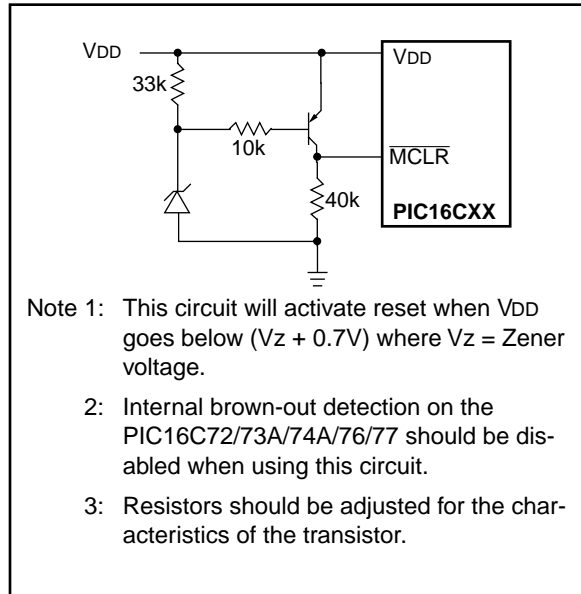 VDD
VDD
33k
10k
MCLR
40k
PIC16CXX
Note 1: This circuit will activate reset when VDD
goes below (Vz + 0.7V) where Vz = Zener
voltage.
2: Internal brown-out detection on the
PIC16C72/73A/74A/76/77 should be dis-
abled when using this circuit.
3: Resistors should be adjusted for the char-
acteristics of the transistor.